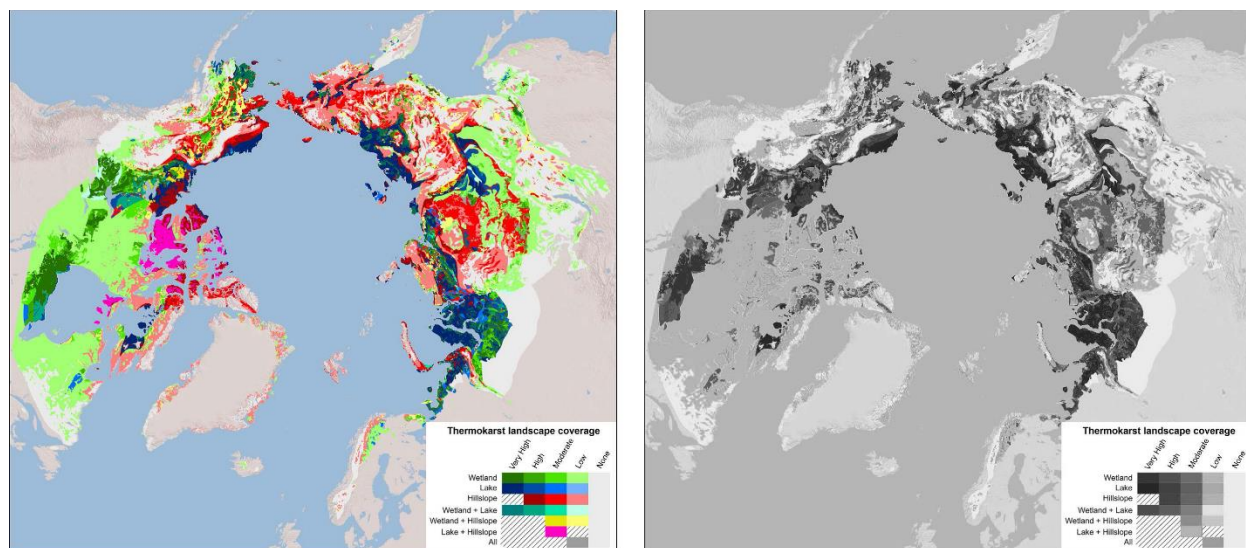 Thermokarst landscape coverage
Very High High Moderate Low None
Wetland
Lake
Hillslope
Wetland + Lake
Wetland + Hillslope
Lake + Hillslope
All
Thermokarst landscape coverage
Very High High Moderate Low None
Wetland
Lake
Hillslope
Wetland + Lake
Wetland + Hillslope
Lake + Hillslope
All